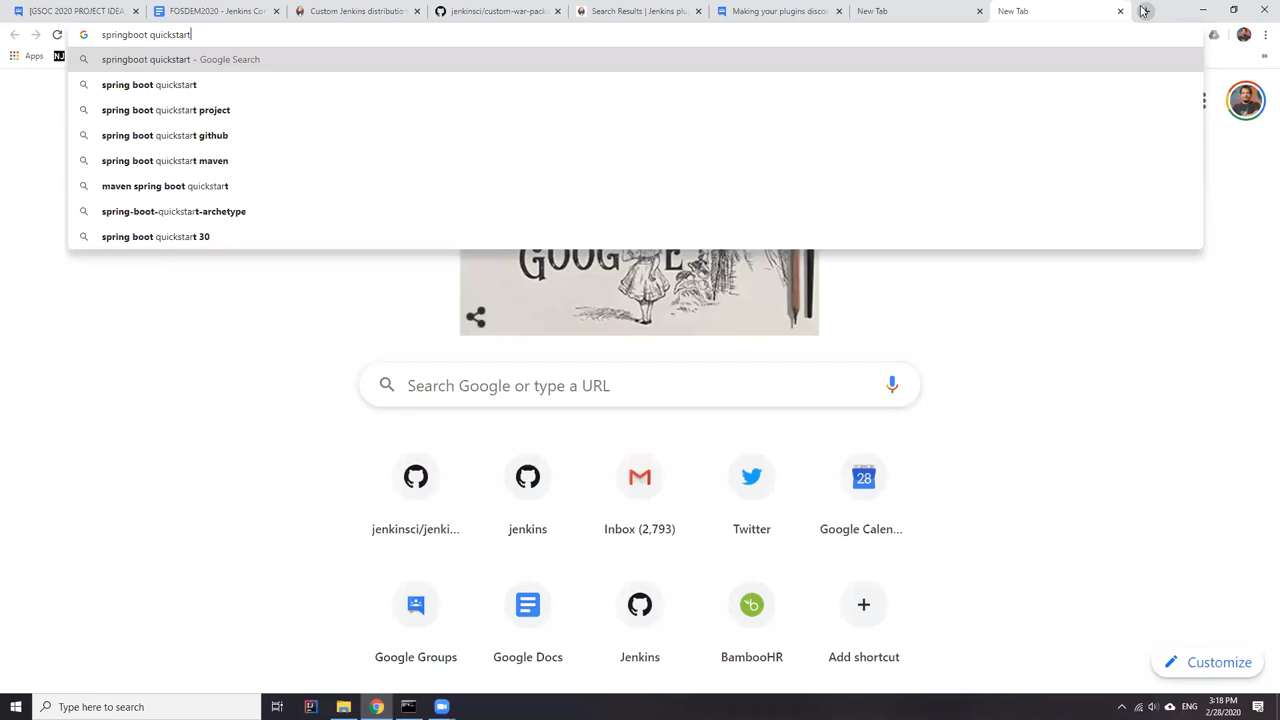 [GSOC 2020 PROJECT IDEA]
FOSDEM2020 - Jenkins Co
Custom Jenkins distribution
jenkinsci/custom-war-pack
Search Results | Jenkins plu
Making your plugins disco
New Tab
New Tab
springboot quickstart
Apps
NJ
springboot quickstart - Google Search
spring boot quickstart
spring boot quickstart project
spring boot quickstart github
spring boot quickstart maven
maven spring boot quickstart
spring-boot-quickstart-archetype
spring boot quickstart 30
Search Google or type a URL
jenkinsci/jenki...
jenkins
Inbox (2,793)
Twitter
28
Google Calen...
Google Groups
Google Docs
Jenkins
BambooHR
Add shortcut
Customize
Type here to search
ENG
3:18 PM
2/28/2020